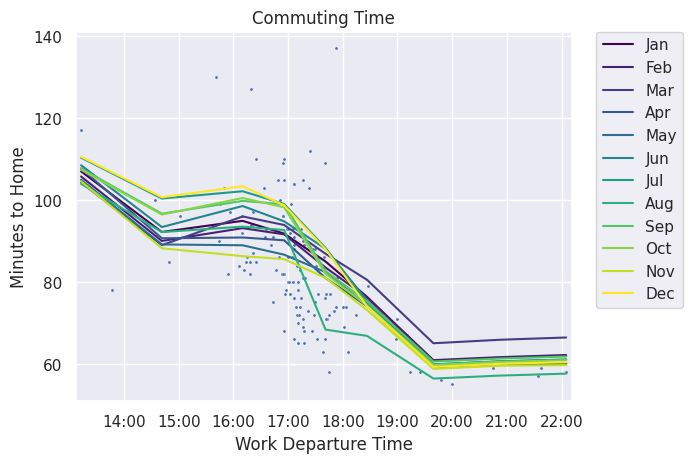 Commuting Time
Minutes to Home
140
120
100
80
60
14:00 15:00 16:00 17:00 18:00 19:00 20:00 21:00 22:00
Work Departure Time
Jan
Feb
Mar
Apr
May
Jun
Jul
Aug
Sep
Oct
Nov
Dec